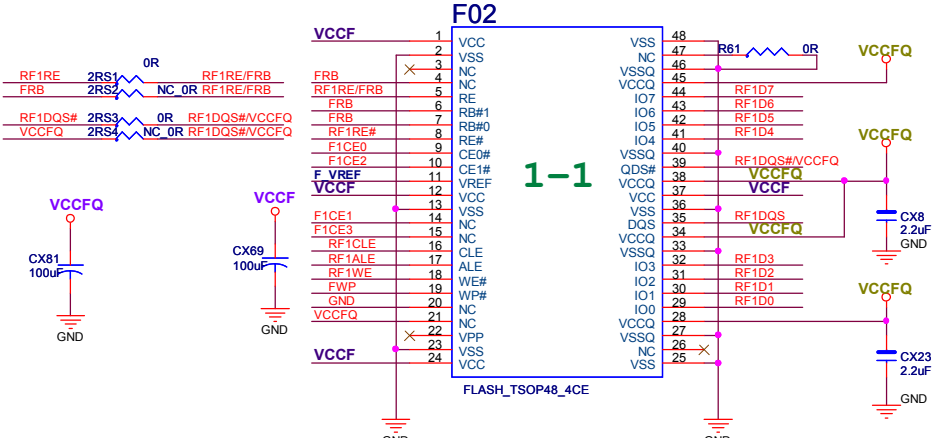 F02
VCCF 1 VCC VSS 48
2 VSS NC 47 R61 0R
3 NC VSSQ 46 VCCFQ
FRB 4 NC VCCQ 45
RF1RE/FRB 5 RE IO7 44 RF1D7
FRB 6 RB#1 IO6 43 RF1D6
FRB 7 RB#0 IO5 42 RF1D5
RF1RE# 8 RE# IO4 41 RF1D4
F1CE0 9 CE0# VSSQ 40 VCCFQ
F1CE2 10 CE1# QDS# 39 RF1DQS#/VCCFQ
F_VREF 11 VREF VCCQ 38 VCCFQ
VCCF 12 VCC VCC 37 VCCF
13 VSS VSS 36
F1CE1 14 NC DQS 35 RF1DQS
F1CE3 15 NC VCCQ 34 VCCFQ
RF1CLE 16 CLE VSSQ 33
RF1ALE 17 ALE IO3 32 RF1D3
RF1WE 18 WE# IO2 31 RF1D2
FWP 19 WP# IO1 30 RF1D1
GND 20 NC IO0 29 RF1D0
VCCFQ 21 NC VCCQ 28 VCCFQ
22 VPP VSSQ 27
23 VSS NC 26
VCCF 24 VCC VSS 25
1-1
FLASH_TSOP48_4CE
GND GND
0R
RF1RE 2RS1 RF1RE/FRB
FRB 2RS2 NC_0R RF1RE/FRB
RF1DQS# 2RS3 0R RF1DQS#/VCCFQ
VCCFQ 2RS4 NC_0R RF1DQS#/VCCFQ
VCCFQ
CX81
100uF
GND
VCCF
CX69
100uF
GND
CX8
2.2uF
GND
CX23
2.2uF
GND